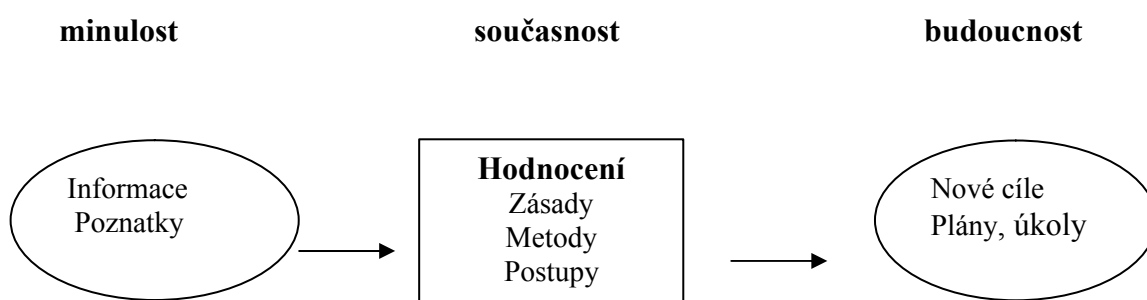 minulost
současnost
budoucnost
Informace
Poznatky
Hodnocení
Zásady
Metody
Postupy
Nové cíle
Plány, úkoly